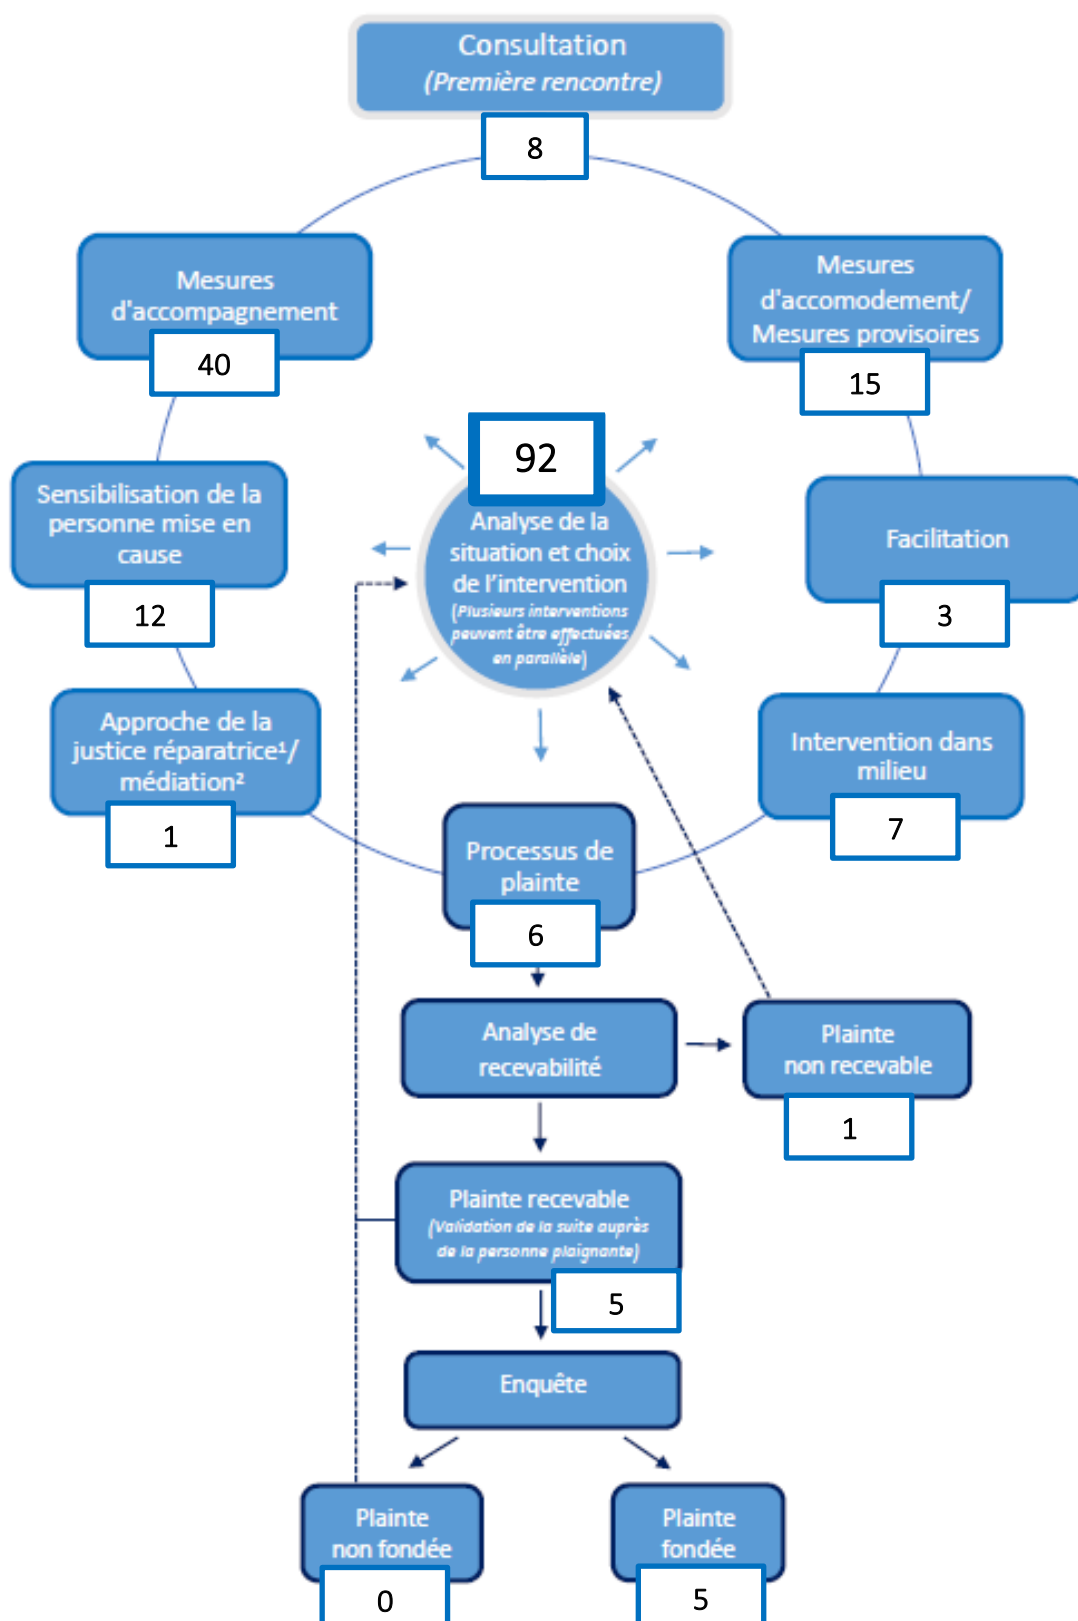 Consultation
(Première rencontre)
8
Mesures
d'accompagnement
40
Mesures
d'accomodement/
Mesures provisoires
15
92
Analyse de la
situation et choix
de l'intervention
(Plusieurs interventions
peuvent être effectuées
en parallèle)
Sensibilisation de la
personne mise en
cause
12
Facilitation
3
Approche de la
justice réparatrice¹/
médiation²
1
Intervention dans
milieu
7
Processus de
plainte
6
Analyse de
recevabilité
Plainte
non recevable
1
Plainte recevable
(Validation de la suite auprès
de la personne plaignante)
5
Enquête
Plainte
non fondée
0
Plainte
fondée
5